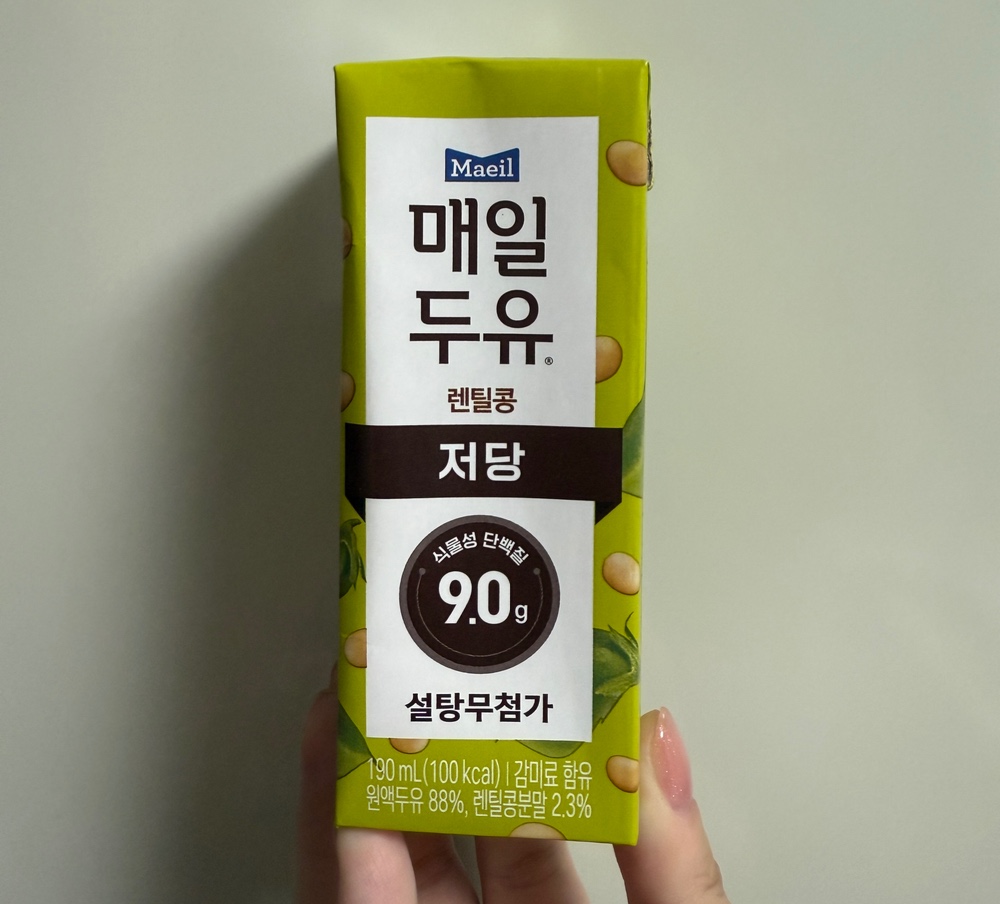 Maeil
매일
두유®
렌틸콩
저당
식물성 단백질
9.0g
설탕무첨가
190 mL(100 kcal) | 감미료 함유
원액두유 88%, 렌틸콩분말 2.3%